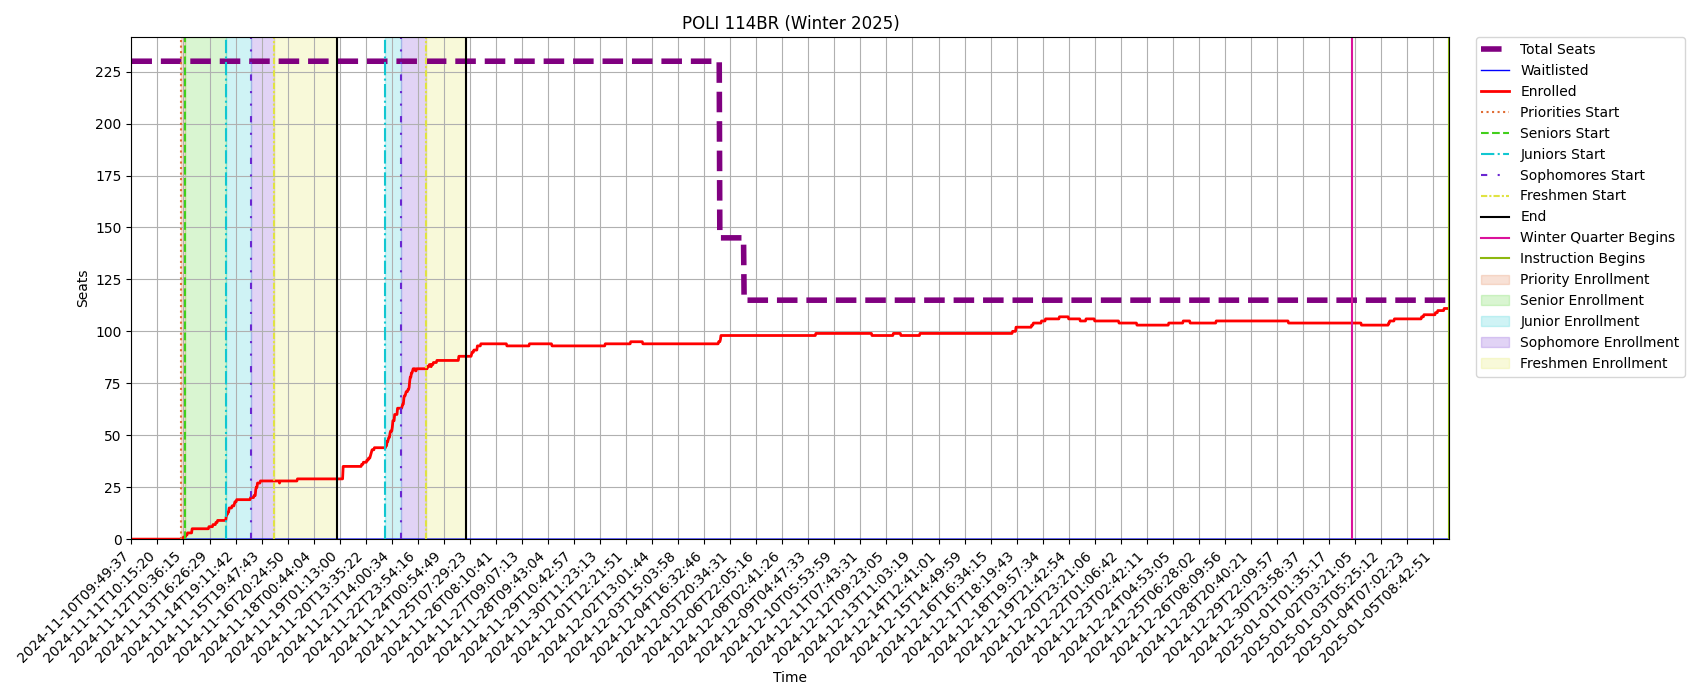 POLI 114BR (Winter 2025)
Seats
225
200
175
150
125
100
75
50
25
0
2024-11-10T09:49:37
2024-11-11T10:15:20
2024-11-12T10:36:15
2024-11-13T16:26:29
2024-11-14T19:11:42
2024-11-15T19:47:43
2024-11-16T20:24:50
2024-11-18T00:44:04
2024-11-19T01:13:00
2024-11-20T13:35:22
2024-11-21T14:00:34
2024-11-22T23:54:16
2024-11-24T00:54:49
2024-11-25T07:29:23
2024-11-26T08:10:41
2024-11-27T09:07:13
2024-11-28T09:43:04
2024-11-29T10:42:57
2024-11-30T11:23:13
2024-12-01T12:21:51
2024-12-02T13:01:44
2024-12-03T15:03:58
2024-12-04T16:32:46
2024-12-05T20:34:31
2024-12-06T22:05:16
2024-12-08T02:41:26
2024-12-09T04:47:33
2024-12-10T05:53:59
2024-12-11T07:43:31
2024-12-12T09:23:05
2024-12-13T11:03:19
2024-12-14T12:41:01
2024-12-15T14:49:59
2024-12-16T16:34:15
2024-12-17T18:19:43
2024-12-18T19:57:34
2024-12-19T21:42:54
2024-12-20T23:21:06
2024-12-22T01:06:42
2024-12-23T02:42:11
2024-12-24T04:53:05
2024-12-25T06:28:02
2024-12-26T08:09:56
2024-12-28T20:40:21
2024-12-29T22:09:57
2024-12-30T23:58:37
2025-01-01T01:35:17
2025-01-02T03:21:05
2025-01-03T05:25:12
2025-01-04T07:02:23
2025-01-05T08:42:51
Time
Total Seats
Waitlisted
Enrolled
Priorities Start
Seniors Start
Juniors Start
Sophomores Start
Freshmen Start
End
Winter Quarter Begins
Instruction Begins
Priority Enrollment
Senior Enrollment
Junior Enrollment
Sophomore Enrollment
Freshmen Enrollment